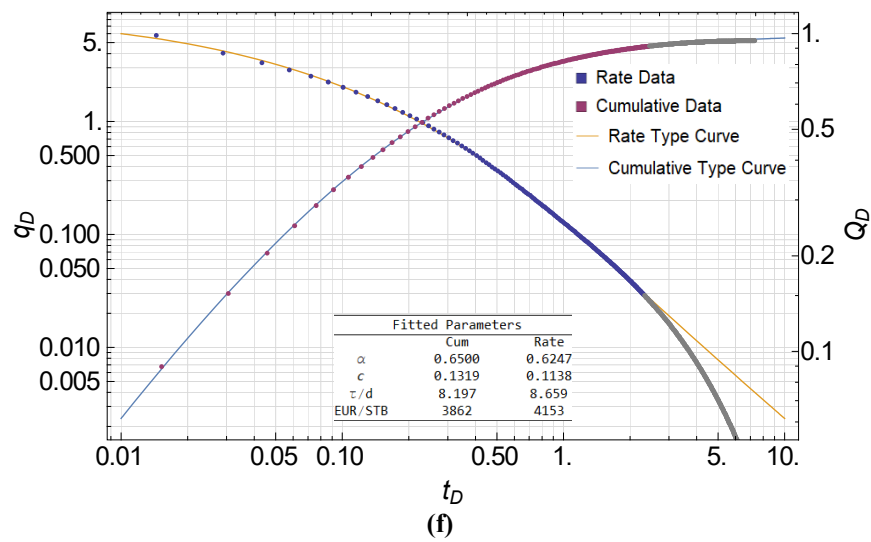 5.
1.
0.500
0.100
0.050
0.010
0.005
q_D
1.
0.5
0.2
0.1
Q_D
Rate Data
Cumulative Data
Rate Type Curve
Cumulative Type Curve
Fitted Parameters
Cum Rate
α 0.6500 0.6247
c 0.1319 0.1138
τ/d 8.197 8.659
EUR/STB 3862 4153
0.01 0.05 0.10 0.50 1. 5. 10.
t_D
(f)